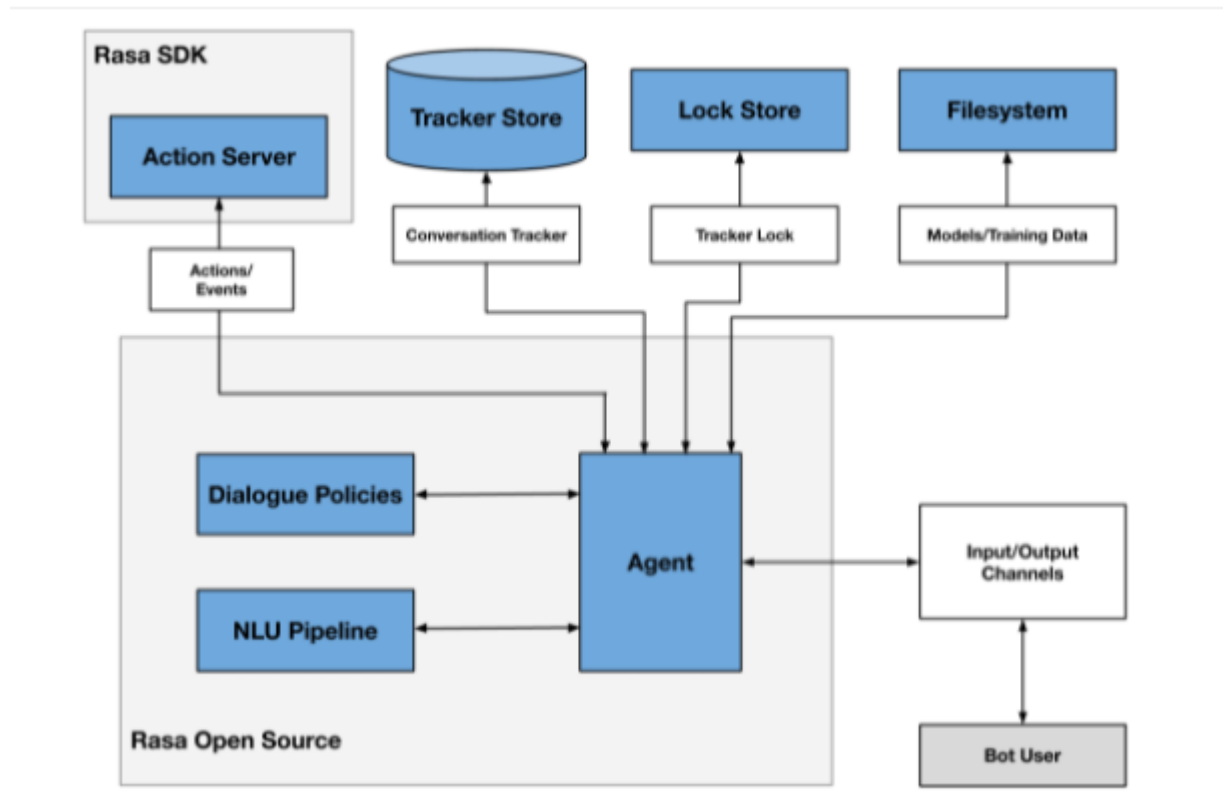 Rasa SDK
Action Server
Tracker Store
Lock Store
Filesystem
Conversation Tracker
Tracker Lock
Models/Training Data
Actions/
Events
Dialogue Policies
NLU Pipeline
Agent
Input/Output
Channels
Rasa Open Source
Bot User